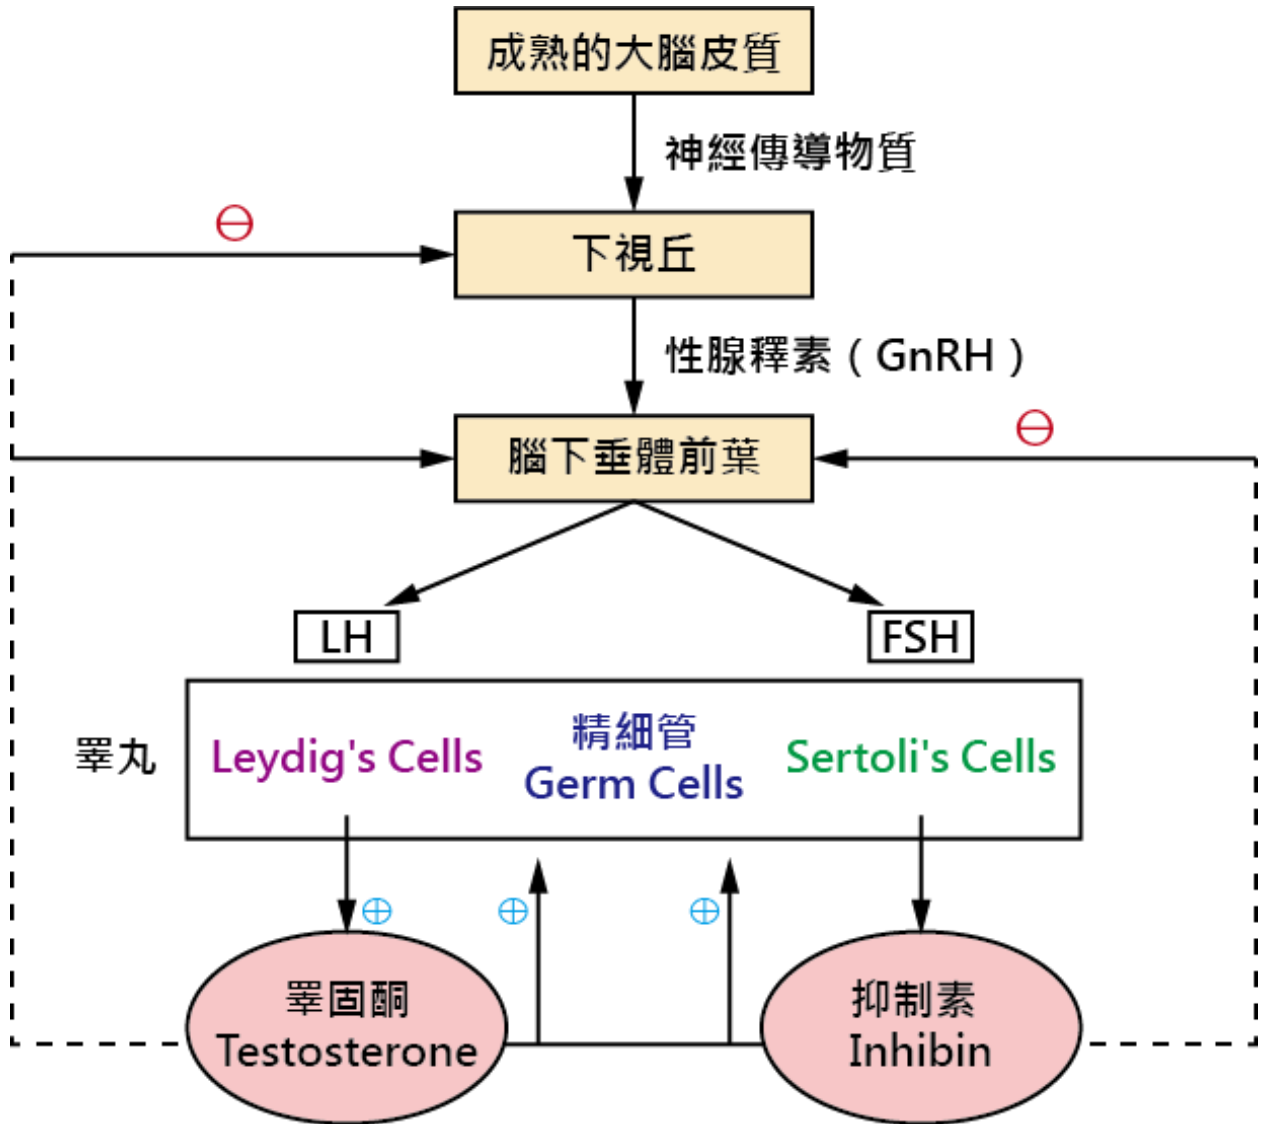 成熟的大腦皮質
神經傳導物質
⊖
下視丘
性腺釋素（GnRH）
⊖
腦下垂體前葉
LH
FSH
睪丸
Leydig's Cells
精細管
Germ Cells
Sertoli's Cells
⊕
⊕
⊕
睪固酮
Testosterone
抑制素
Inhibin